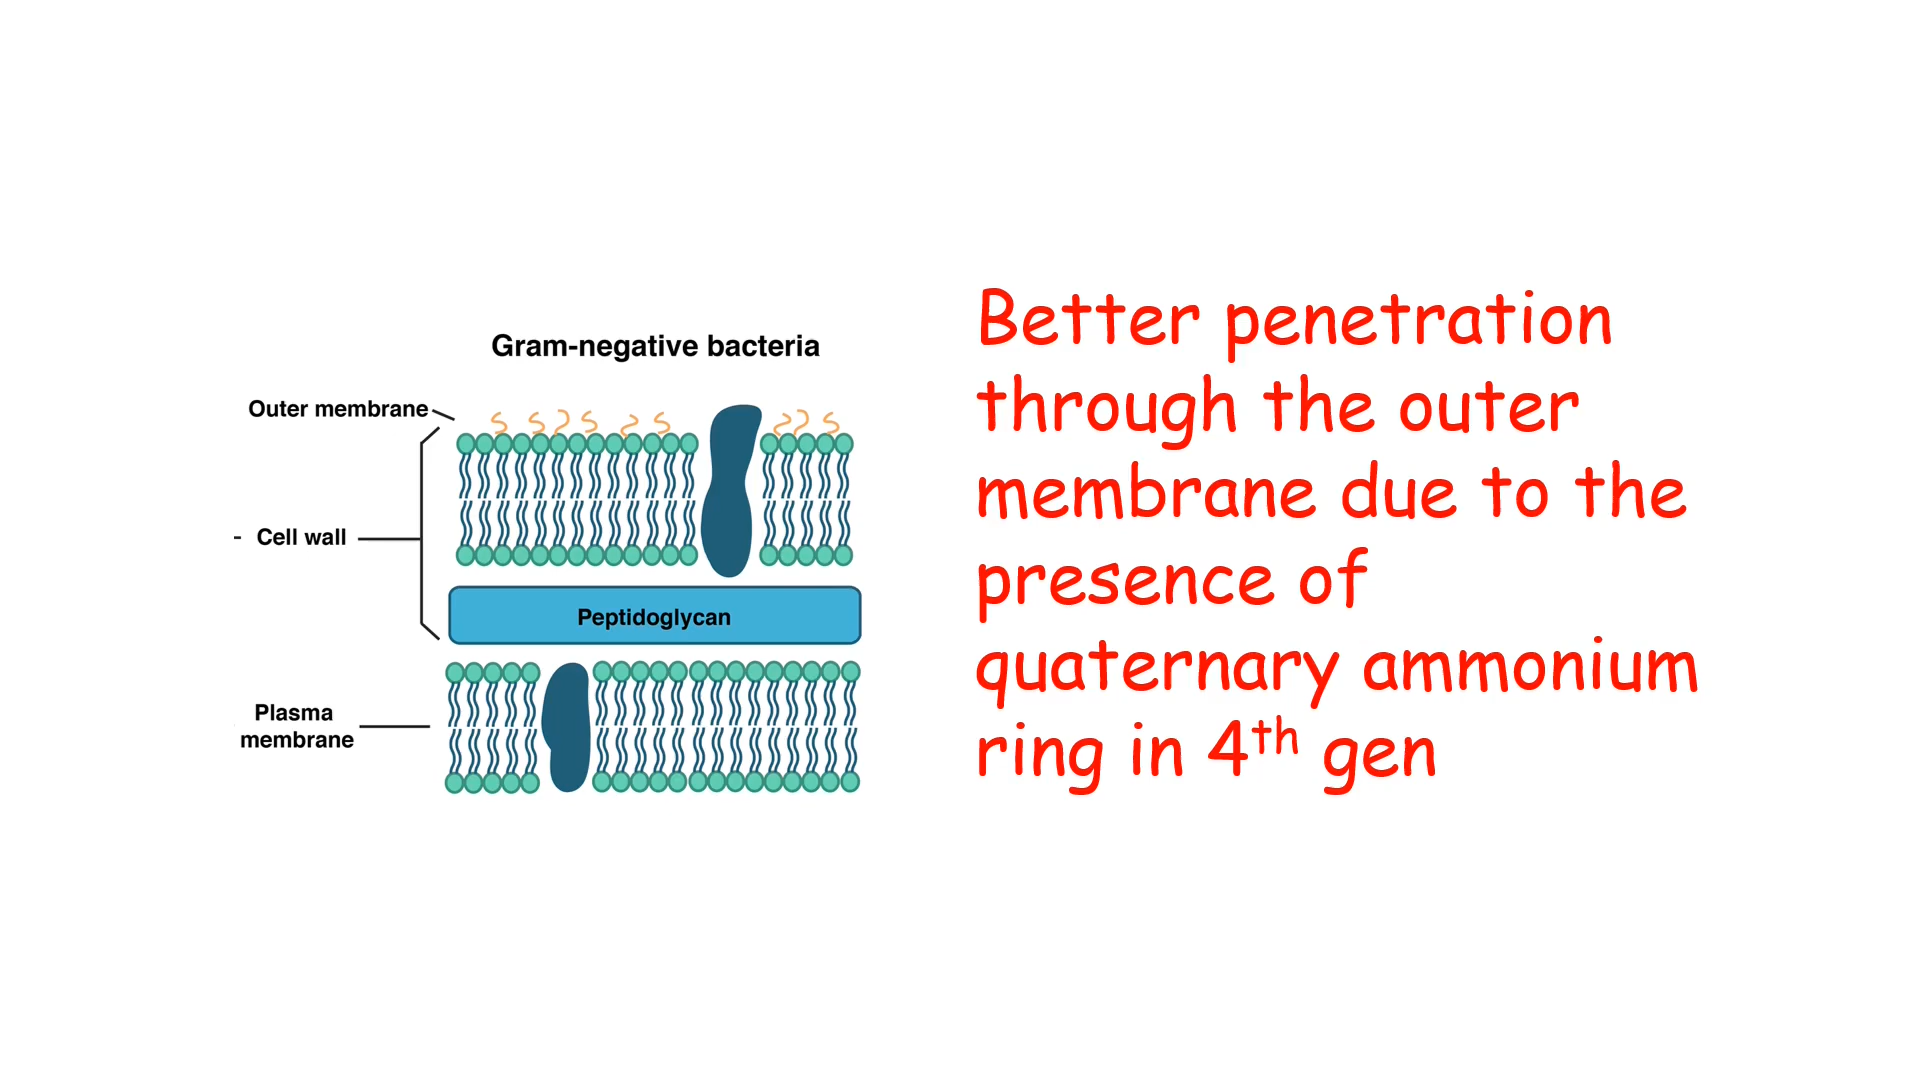 Gram-negative bacteria
Outer membrane
- Cell wall
Peptidoglycan
Plasma
membrane
Better penetration
through the outer
membrane due to the
presence of
quaternary ammonium
ring in 4th gen